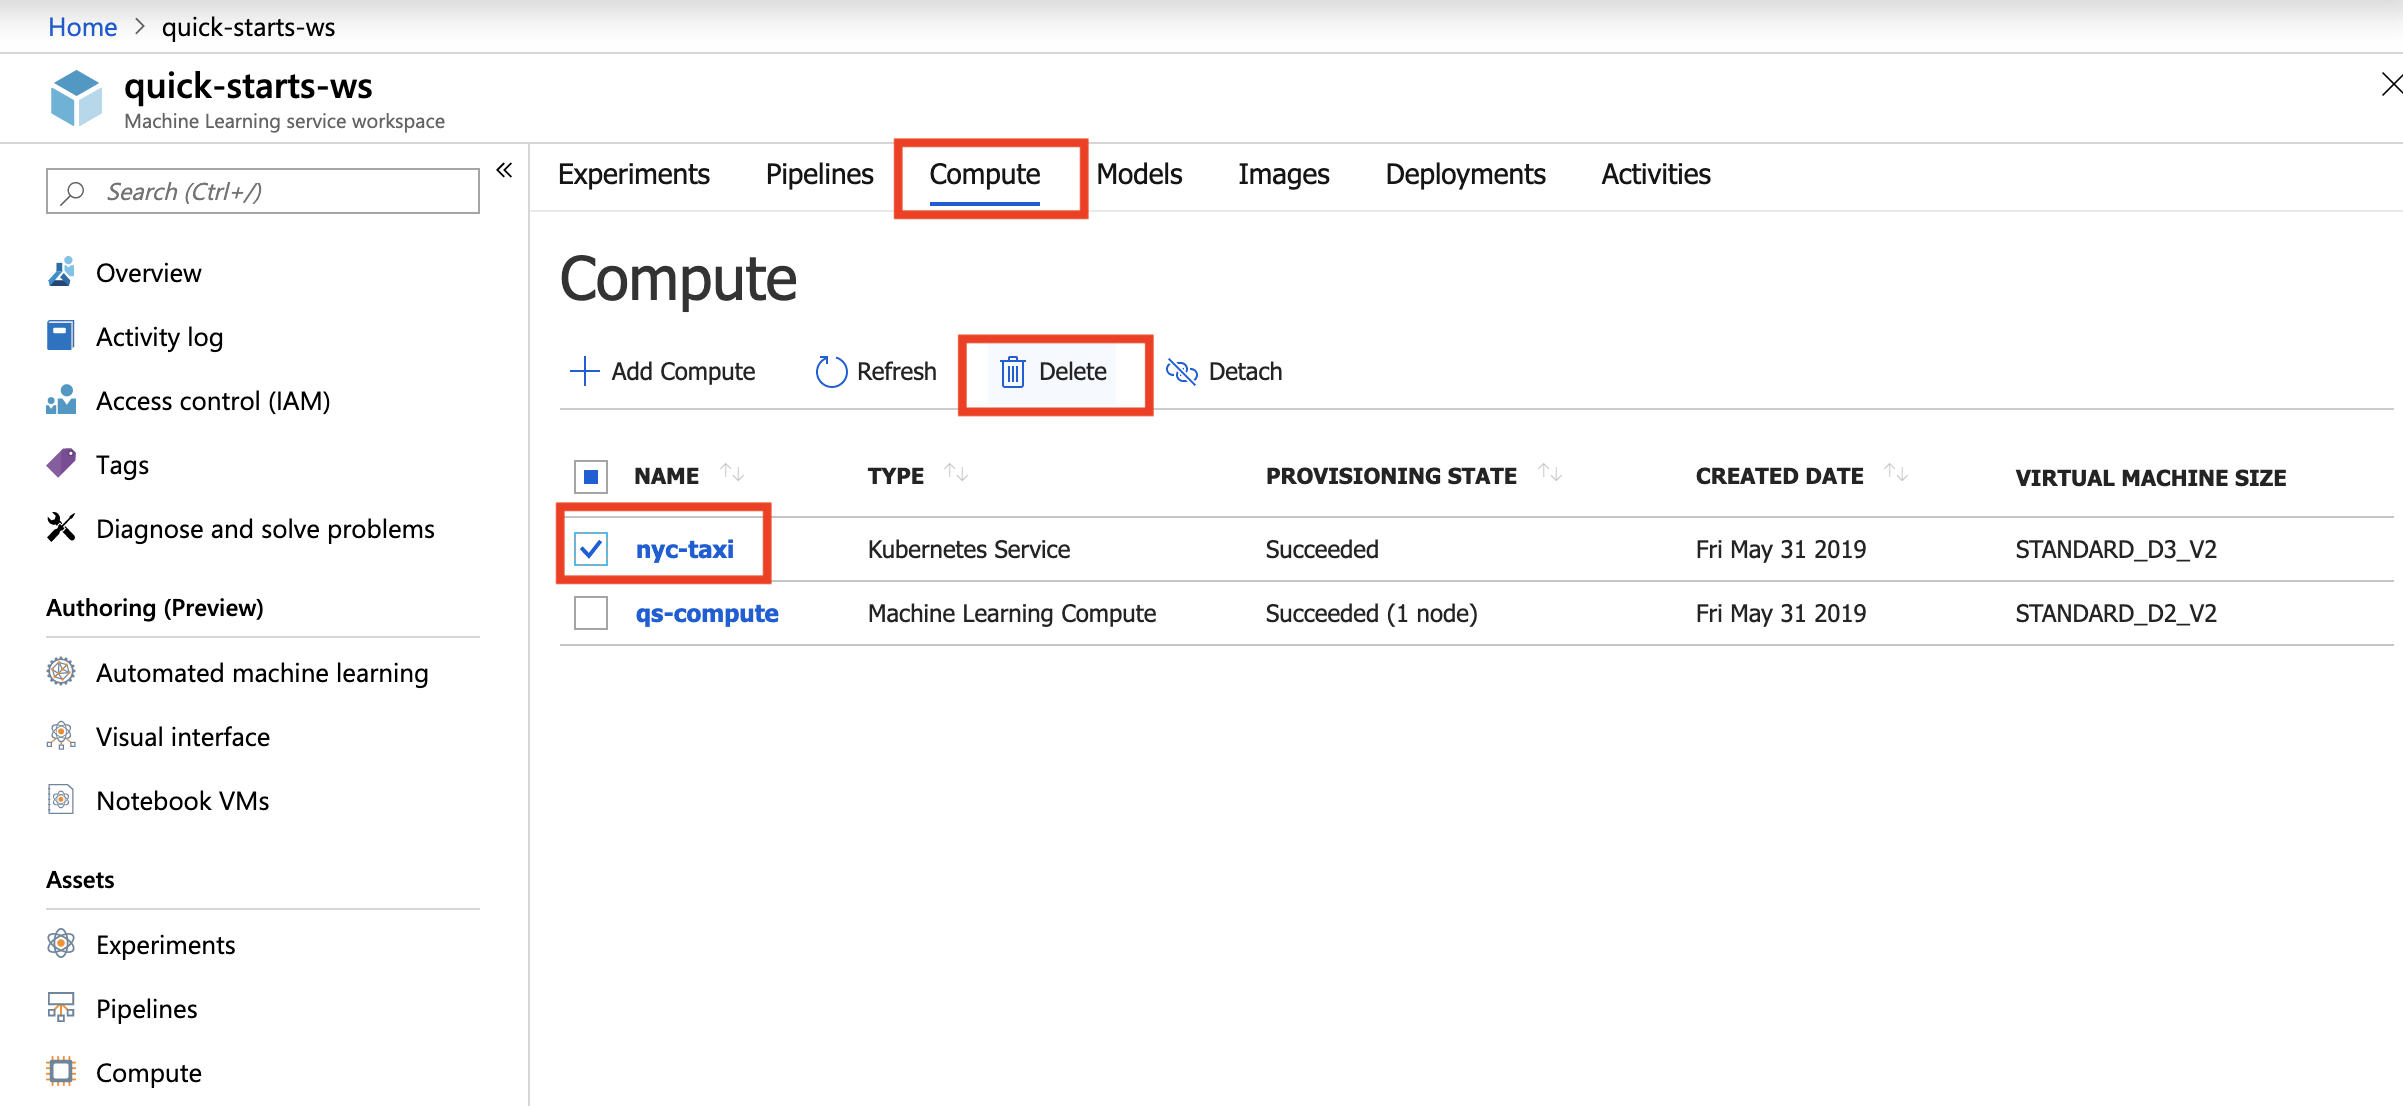 Home > quick-starts-ws
quick-starts-ws
Machine Learning service workspace
Search (Ctrl+/)
«
Overview
Activity log
Access control (IAM)
Tags
Diagnose and solve problems
Authoring (Preview)
Automated machine learning
Visual interface
Notebook VMs
Assets
Experiments
Pipelines
Compute
Experiments Pipelines Compute Models Images Deployments Activities
Compute
Add Compute Refresh Delete Detach
NAME TYPE PROVISIONING STATE CREATED DATE VIRTUAL MACHINE SIZE
nyc-taxi Kubernetes Service Succeeded Fri May 31 2019 STANDARD_D3_V2
qs-compute Machine Learning Compute Succeeded (1 node) Fri May 31 2019 STANDARD_D2_V2